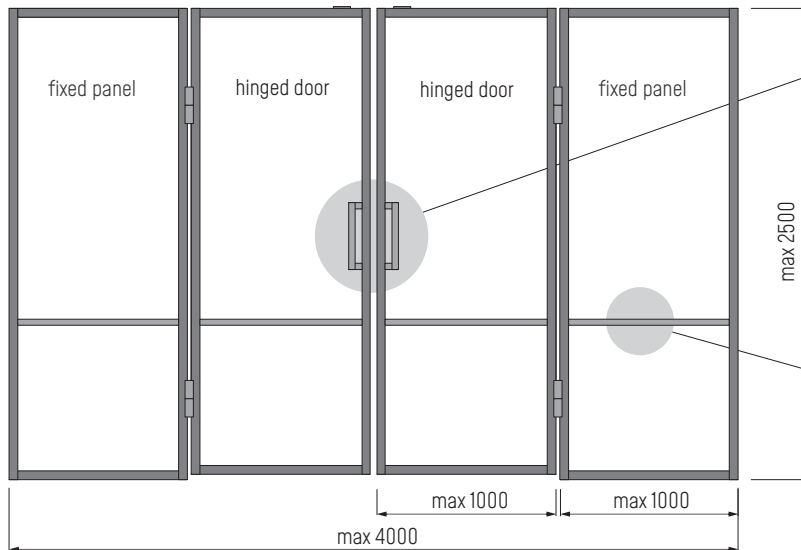 fixed panel
hinged door
hinged door
fixed panel
max 2500
max 1000
max 1000
max 4000